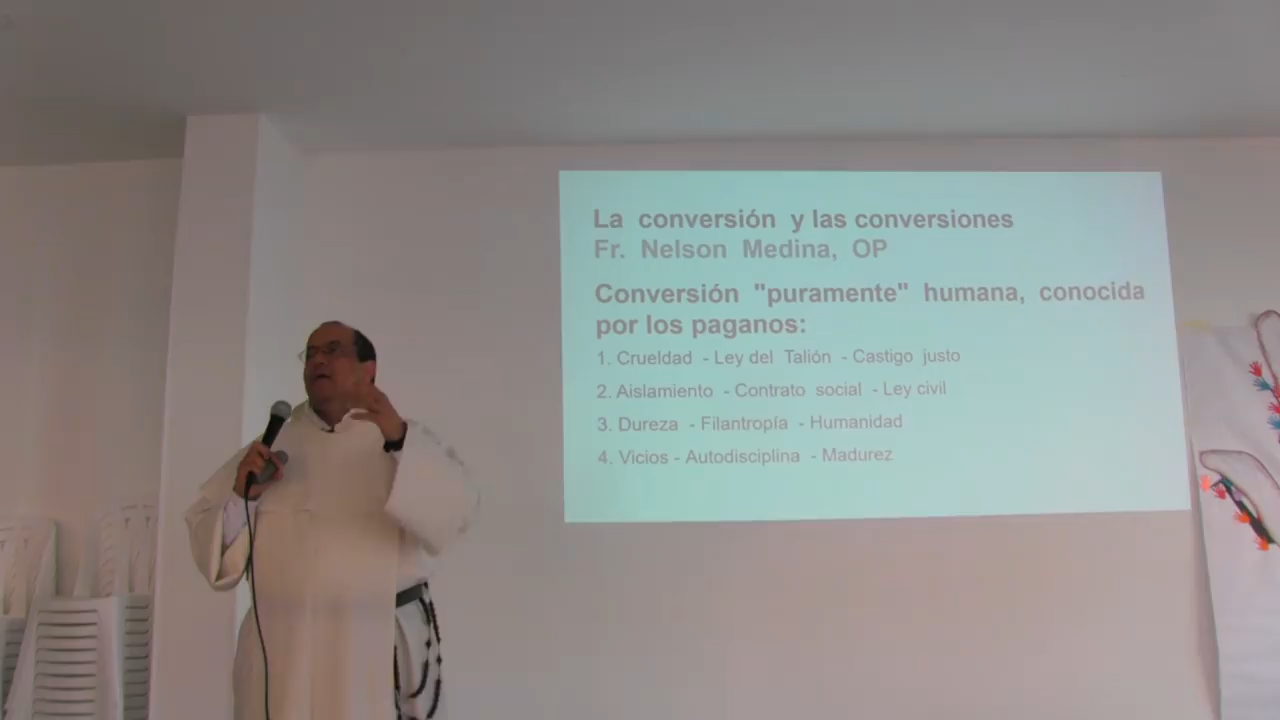 La conversión y las conversiones
Fr. Nelson Medina, OP
Conversión "puramente" humana, conocida
por los paganos:
1. Crueldad - Ley del Talión - Castigo justo
2. Aislamiento - Contrato social - Ley civil
3. Dureza - Filantropía - Humanidad
4. Vicios - Autodisciplina - Madurez